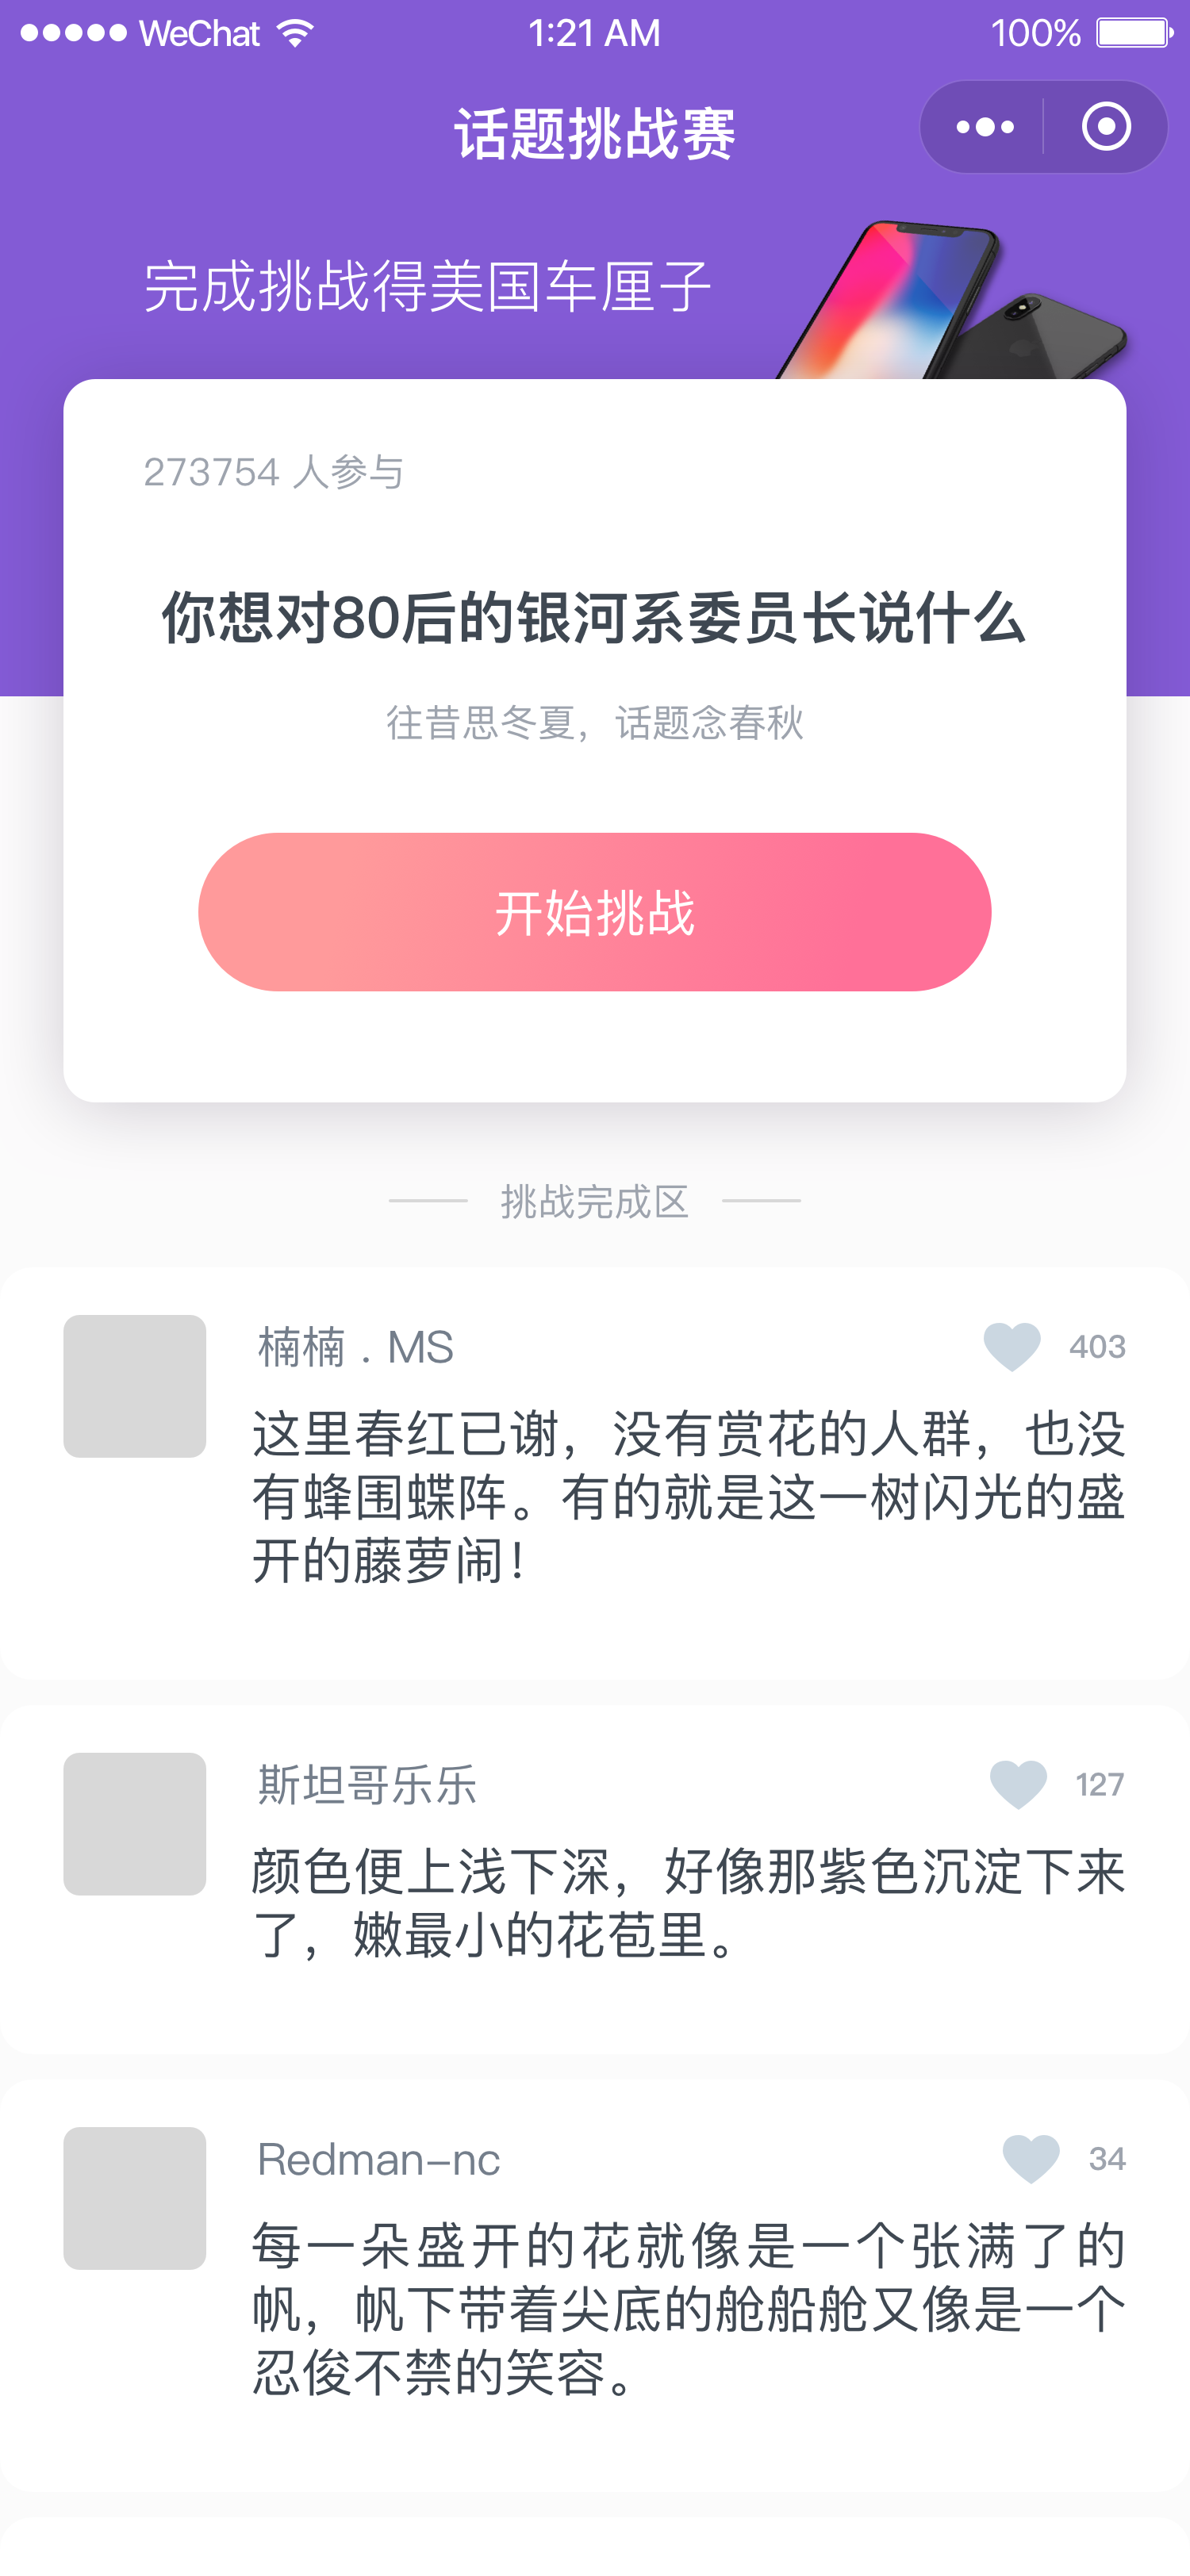 WeChat 1:21 AM 100%
话题挑战赛
完成挑战得美国车厘子
273754 人参与
你想对80后的银河系委员长说什么
往昔思冬夏，话题念春秋
开始挑战
挑战完成区
楠楠 . MS 403
这里春红已谢，没有赏花的人群，也没
有蜂围蝶阵。有的就是这一树闪光的盛
开的藤萝闹！
斯坦哥乐乐 127
颜色便上浅下深，好像那紫色沉淀下来
了，嫩最小的花苞里。
Redman-nc 34
每一朵盛开的花就像是一个张满了的
帆，帆下带着尖底的舱船舱又像是一个
忍俊不禁的笑容。